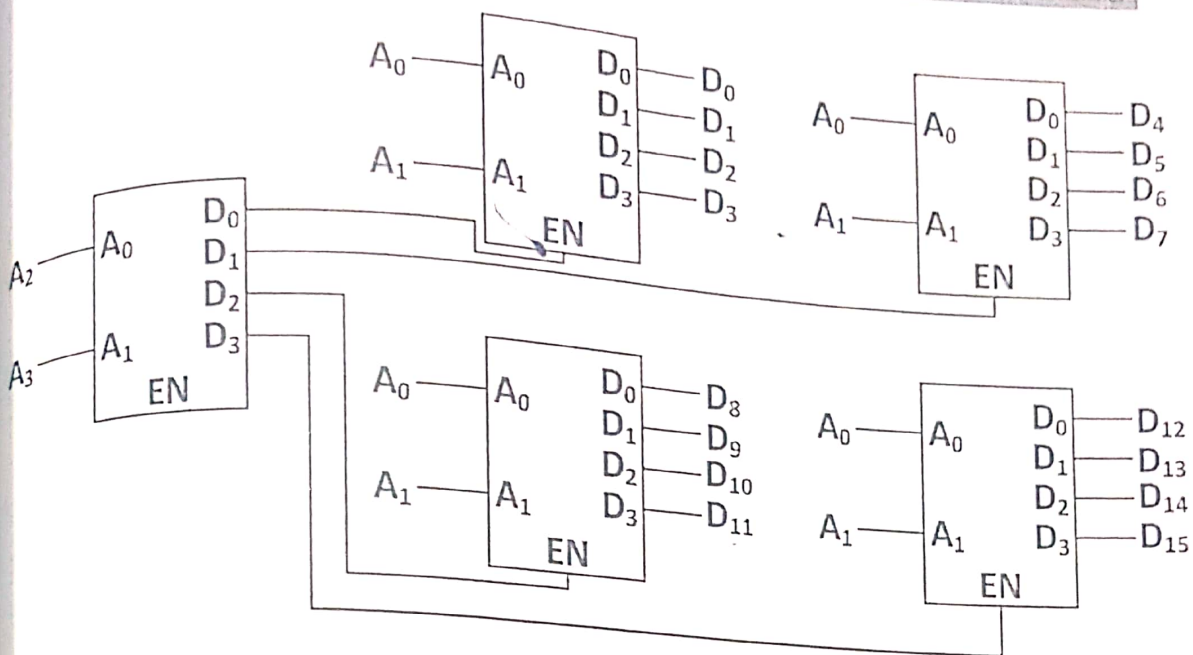 A₂ A₀ D₀
D₁
D₂
A₃ A₁ D₃
EN
A₀ A₀ D₀ D₀
D₁ D₁
D₂ D₂
A₁ A₁ D₃ D₃
EN
A₀ A₀ D₀ D₄
D₁ D₅
D₂ D₆
A₁ A₁ D₃ D₇
EN
A₀ A₀ D₀ D₈
D₁ D₉
D₂ D₁₀
A₁ A₁ D₃ D₁₁
EN
A₀ A₀ D₀ D₁₂
D₁ D₁₃
D₂ D₁₄
A₁ A₁ D₃ D₁₅
EN